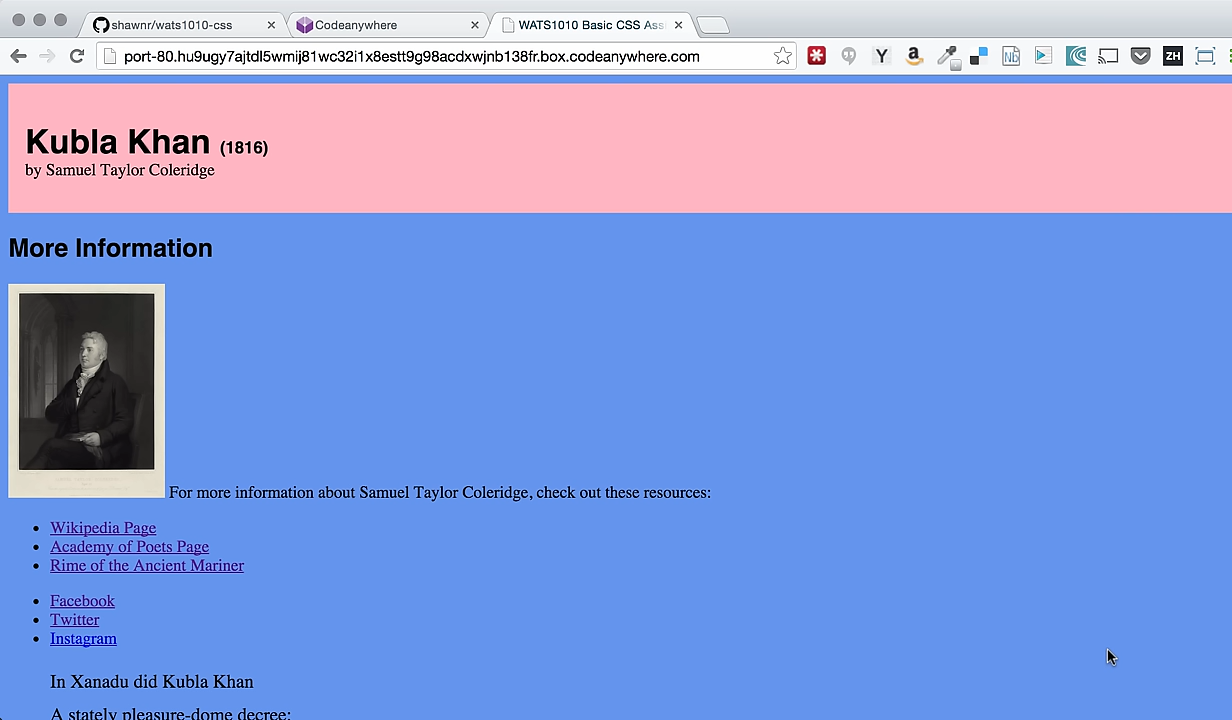 shawnr/wats1010-css
Codeanywhere
WATS1010 Basic CSS Ass
port-80.hu9ugy7ajtdl5wmij81wc32i1x8estt9g98acdxwjnb138fr.box.codeanywhere.com
Kubla Khan (1816)
by Samuel Taylor Coleridge
More Information
For more information about Samuel Taylor Coleridge, check out these resources:
Wikipedia Page
Academy of Poets Page
Rime of the Ancient Mariner
Facebook
Twitter
Instagram
In Xanadu did Kubla Khan
A stately pleasure-dome decree: